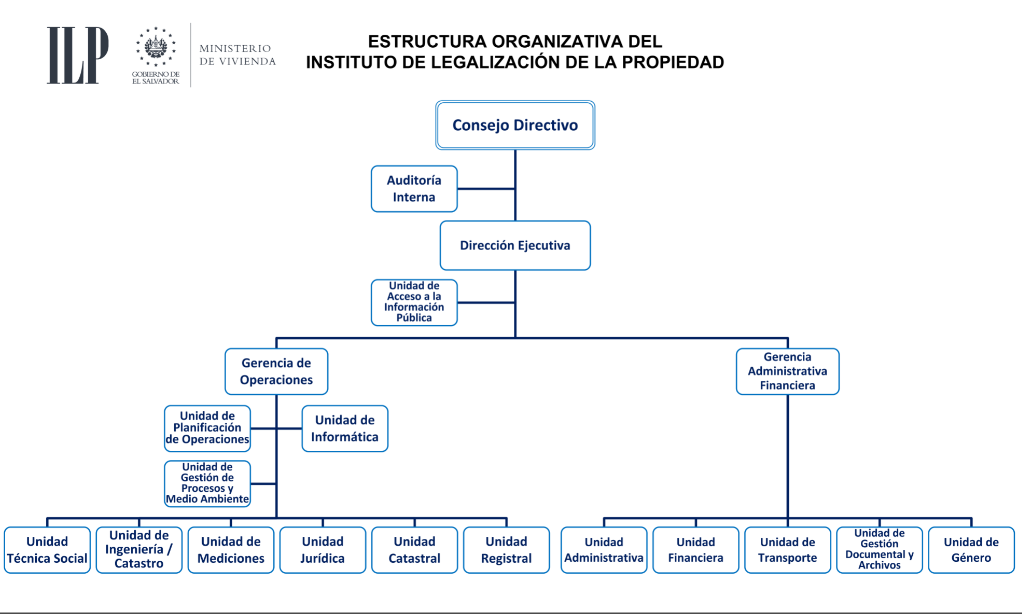 ILP
GOBIERNO DE
EL SALVADOR
MINISTERIO
DE VIVIENDA
ESTRUCTURA ORGANIZATIVA DEL
INSTITUTO DE LEGALIZACIÓN DE LA PROPIEDAD
Consejo Directivo
Auditoría
Interna
Dirección Ejecutiva
Unidad de
Acceso a la
Información
Pública
Gerencia de
Operaciones
Gerencia
Administrativa
Financiera
Unidad de
Planificación
de Operaciones
Unidad de
Informática
Unidad de
Gestión de
Procesos y
Medio Ambiente
Unidad
Técnica Social
Unidad de
Ingeniería /
Catastro
Unidad de
Mediciones
Unidad
Jurídica
Unidad
Catastral
Unidad
Registral
Unidad
Administrativa
Unidad
Financiera
Unidad de
Transporte
Unidad de
Gestión
Documental y
Archivos
Unidad de
Género